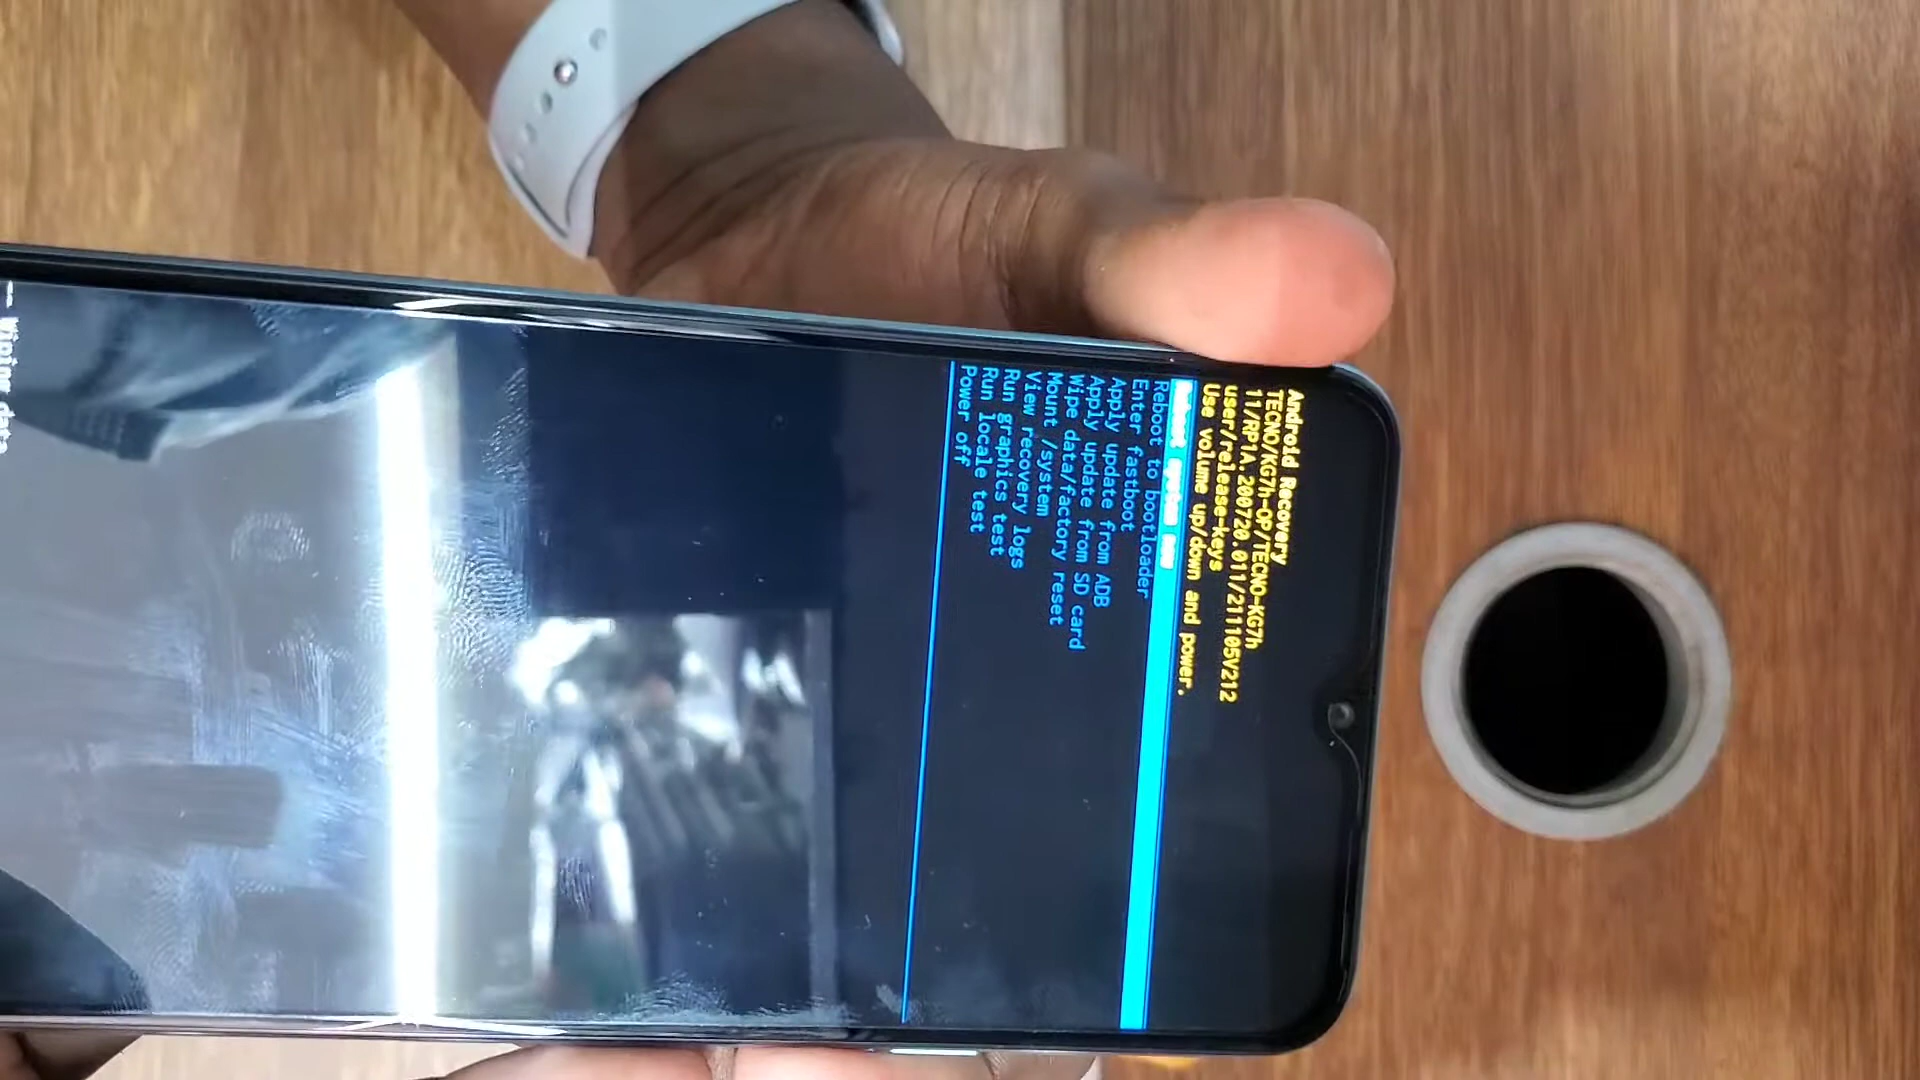 Android Recovery
TECNO/KG7h-OP/TECNO-KG7h
11/RP1A.200720.011/211105V212
user/release-keys
Use volume up/down and power.
Reboot system now
Reboot to bootloader
Enter fastboot
Apply update from ADB
Apply update from SD card
Wipe data/factory reset
Mount /system
View recovery logs
Run graphics test
Run locale test
Power off
-- Wiping data